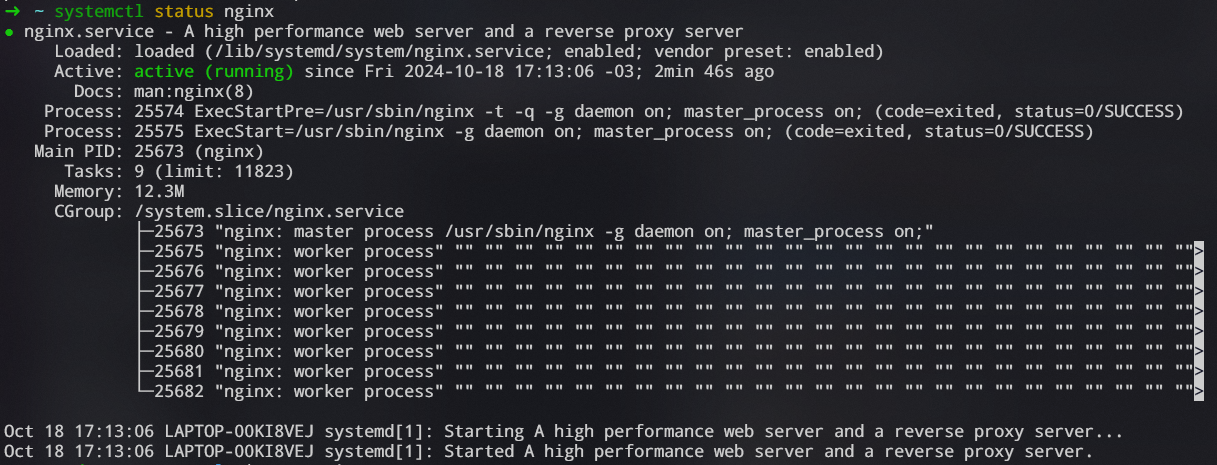 ➜ ~ systemctl status nginx
● nginx.service - A high performance web server and a reverse proxy server
Loaded: loaded (/lib/systemd/system/nginx.service; enabled; vendor preset: enabled)
Active: active (running) since Fri 2024-10-18 17:13:06 -03; 2min 46s ago
Docs: man:nginx(8)
Process: 25574 ExecStartPre=/usr/sbin/nginx -t -q -g daemon on; master_process on; (code=exited, status=0/SUCCESS)
Process: 25575 ExecStart=/usr/sbin/nginx -g daemon on; master_process on; (code=exited, status=0/SUCCESS)
Main PID: 25673 (nginx)
Tasks: 9 (limit: 11823)
Memory: 12.3M
CGroup: /system.slice/nginx.service
├─25673 "nginx: master process /usr/sbin/nginx -g daemon on; master_process on;"
├─25675 "nginx: worker process" "" "" "" "" "" "" "" "" "" "" "" "" "" "" "" "" "" "" "" "" "" "" "" "" "">
├─25676 "nginx: worker process" "" "" "" "" "" "" "" "" "" "" "" "" "" "" "" "" "" "" "" "" "" "" "" "" "">
├─25677 "nginx: worker process" "" "" "" "" "" "" "" "" "" "" "" "" "" "" "" "" "" "" "" "" "" "" "" "" "">
├─25678 "nginx: worker process" "" "" "" "" "" "" "" "" "" "" "" "" "" "" "" "" "" "" "" "" "" "" "" "" "">
├─25679 "nginx: worker process" "" "" "" "" "" "" "" "" "" "" "" "" "" "" "" "" "" "" "" "" "" "" "" "" "">
├─25680 "nginx: worker process" "" "" "" "" "" "" "" "" "" "" "" "" "" "" "" "" "" "" "" "" "" "" "" "" "">
├─25681 "nginx: worker process" "" "" "" "" "" "" "" "" "" "" "" "" "" "" "" "" "" "" "" "" "" "" "" "" "">
└─25682 "nginx: worker process" "" "" "" "" "" "" "" "" "" "" "" "" "" "" "" "" "" "" "" "" "" "" "" "" "">
Oct 18 17:13:06 LAPTOP-O0KI8VEJ systemd[1]: Starting A high performance web server and a reverse proxy server...
Oct 18 17:13:06 LAPTOP-O0KI8VEJ systemd[1]: Started A high performance web server and a reverse proxy server.